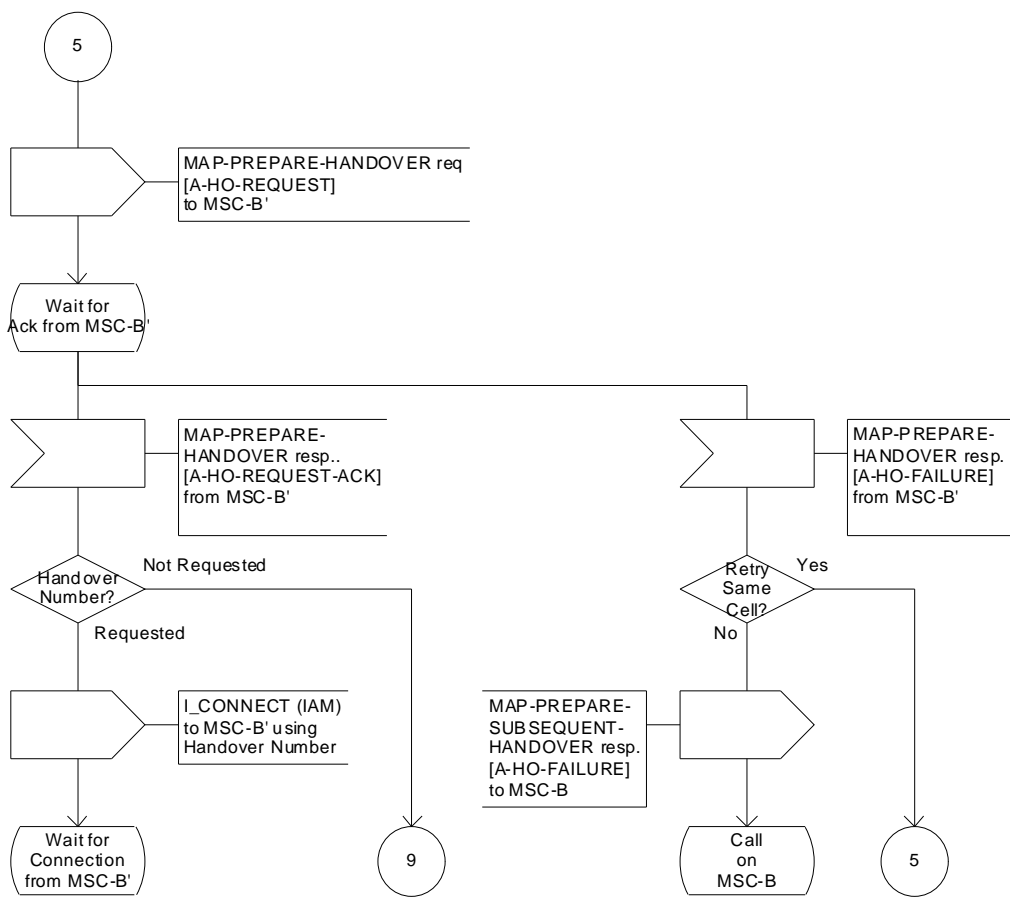 5
MAP-PREPARE-HANDOVER req
[A-HO-REQUEST]
to MSC-B'
Wait for
Ack from MSC-B'
MAP-PREPARE-
HANDOVER resp..
[A-HO-REQUEST-ACK]
from MSC-B'
MAP-PREPARE-
HANDOVER resp.
[A-HO-FAILURE]
from MSC-B'
Handover
Number?
Not Requested
Requested
Retry
Same
Cell?
Yes
No
I_CONNECT (IAM)
to MSC-B' using
Handover Number
MAP-PREPARE-
SUBSEQUENT-
HANDOVER resp.
[A-HO-FAILURE]
to MSC-B
Wait for
Connection
from MSC-B'
9
Call
on
MSC-B
5